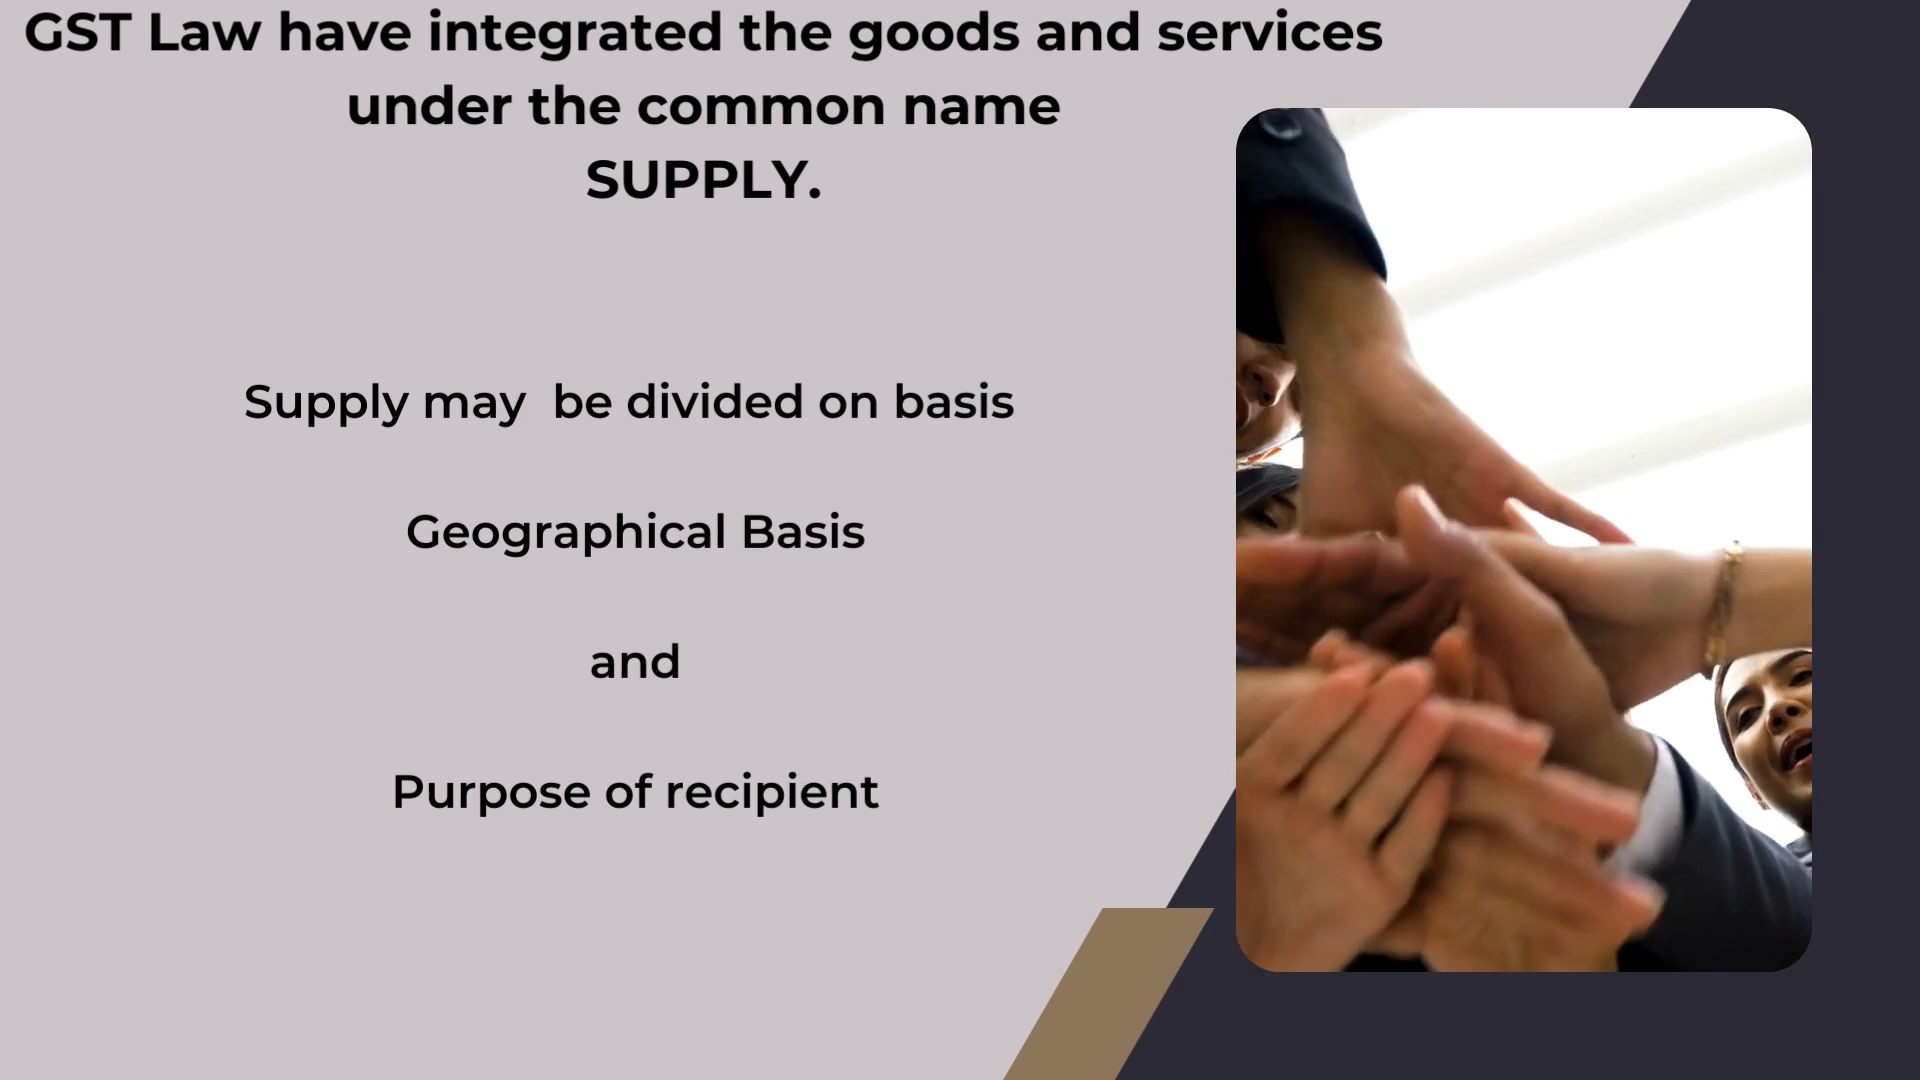 GST Law have integrated the goods and services
under the common name
SUPPLY.
Supply may  be divided on basis
Geographical Basis
and
Purpose of recipient